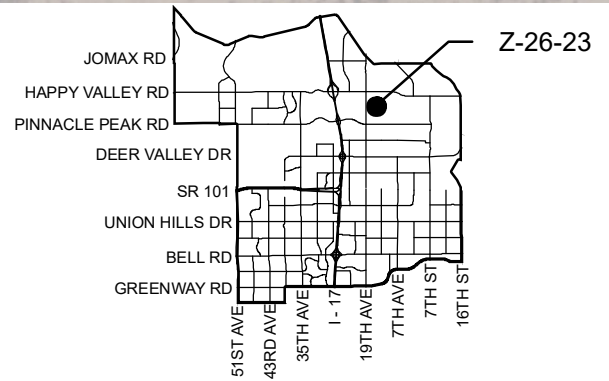 Z-26-23
JOMAX RD
HAPPY VALLEY RD
PINNACLE PEAK RD
DEER VALLEY DR
SR 101
UNION HILLS DR
BELL RD
GREENWAY RD
51ST AVE
43RD AVE
35TH AVE
I - 17
19TH AVE
7TH AVE
7TH ST
16TH ST